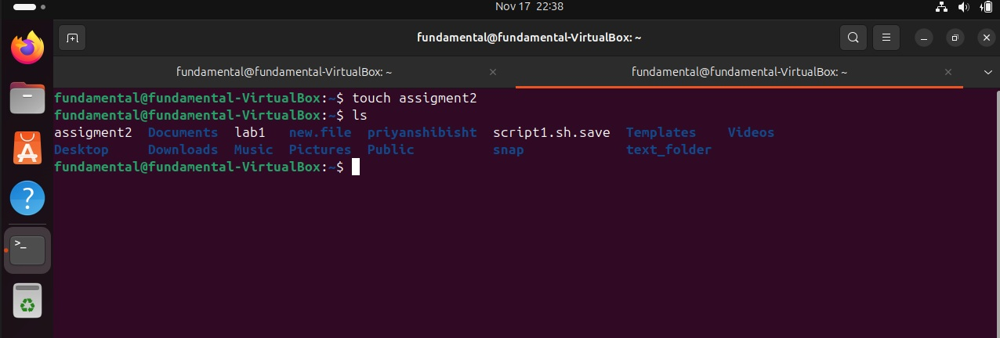 Nov 17 22:38
fundamental@fundamental-VirtualBox: ~
fundamental@fundamental-VirtualBox: ~ × fundamental@fundamental-VirtualBox: ~ ×
fundamental@fundamental-VirtualBox:~$ touch assigment2
fundamental@fundamental-VirtualBox:~$ ls
assigment2 Documents lab1 new.file priyanshibisht script1.sh.save Templates Videos
Desktop Downloads Music Pictures Public snap text_folder
fundamental@fundamental-VirtualBox:~$